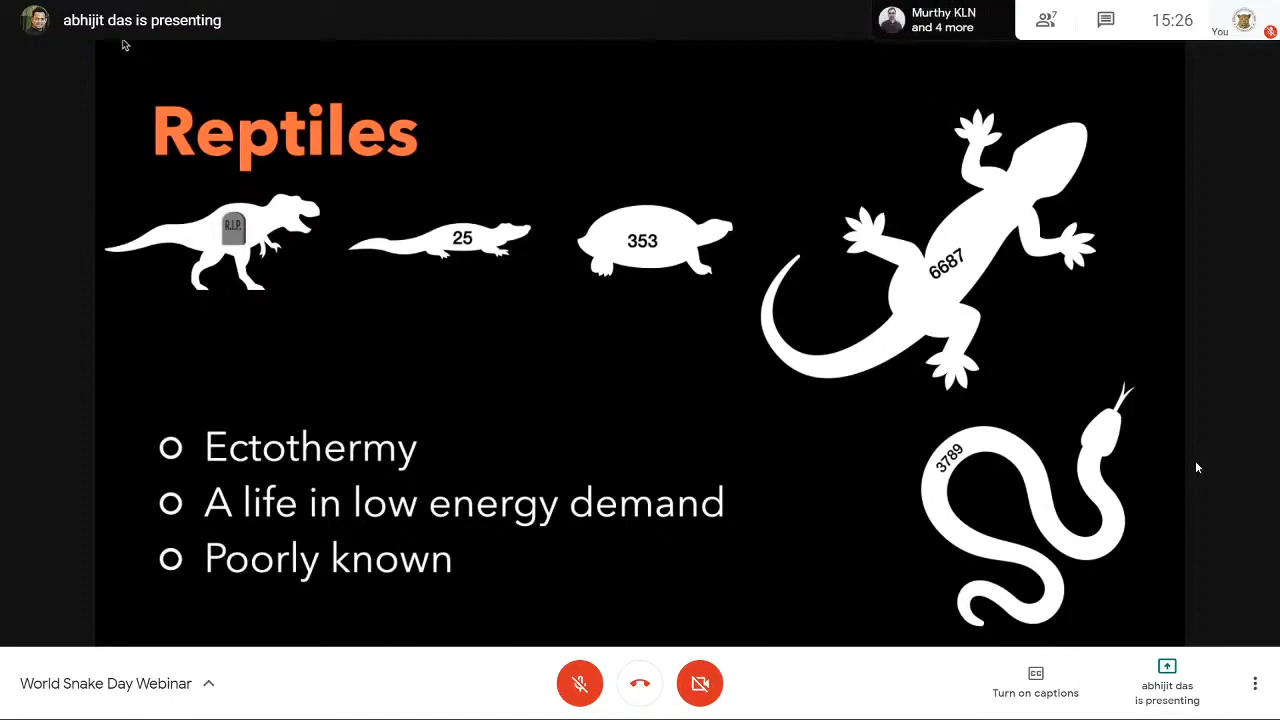 abhijit das is presenting
Murthy KLN
and 4 more
7
15:26
You
Reptiles
R.I.P.
25
353
6687
3789
Ectothermy
A life in low energy demand
Poorly known
World Snake Day Webinar
CC
Turn on captions
abhijit das
is presenting